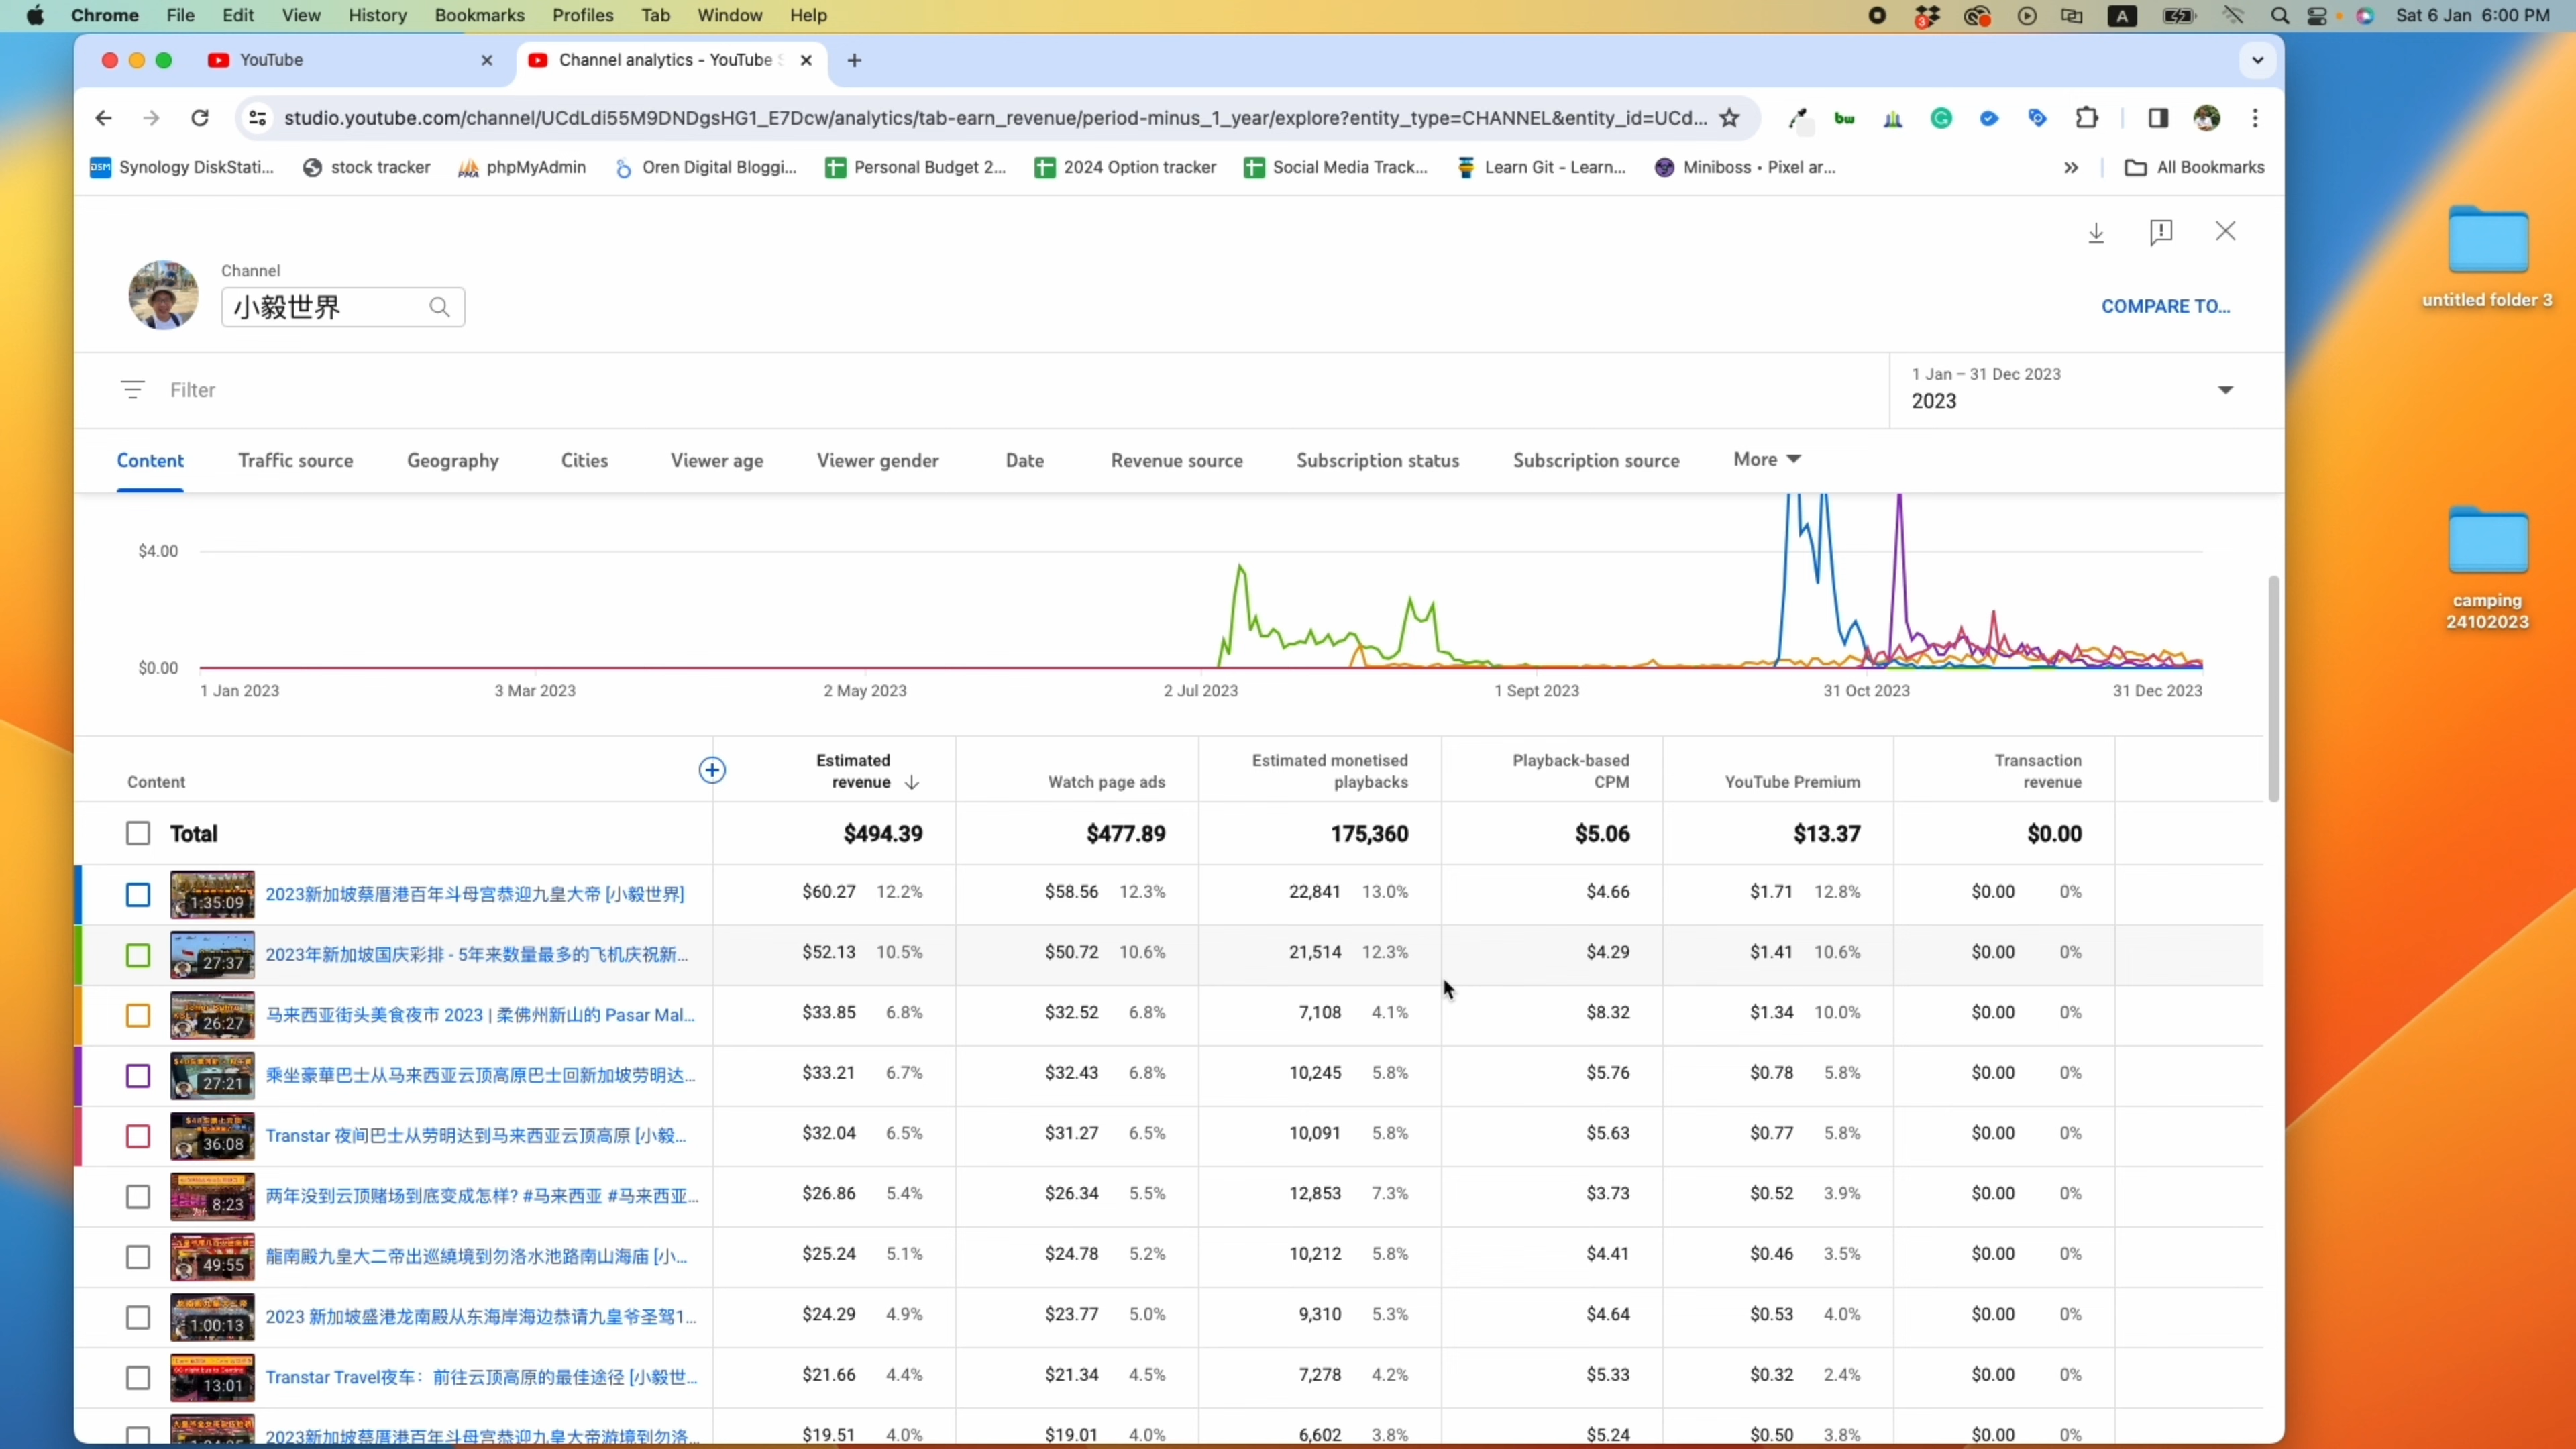 Chrome File Edit View History Bookmarks Profiles Tab Window Help
3 A Sat 6 Jan 6:00 PM
YouTube
Channel analytics - YouTube S
studio.youtube.com/channel/UCdLdi55M9DNDgsHG1_E7Dcw/analytics/tab-earn_revenue/period-minus_1_year/explore?entity_type=CHANNEL&entity_id=UCd...
bw
DSM Synology DiskStati... stock tracker phpMyAdmin Oren Digital Bloggi... Personal Budget 2... 2024 Option tracker Social Media Track... Learn Git - Learn... Miniboss • Pixel ar... » All Bookmarks
Channel
小毅世界
COMPARE TO...
Filter
1 Jan – 31 Dec 2023
2023
Content Traffic source Geography Cities Viewer age Viewer gender Date Revenue source Subscription status Subscription source More
$4.00
$0.00
1 Jan 2023 3 Mar 2023 2 May 2023 2 Jul 2023 1 Sept 2023 31 Oct 2023 31 Dec 2023
Content Estimated revenue Watch page ads Estimated monetised playbacks Playback-based CPM YouTube Premium Transaction revenue
Total $494.39 $477.89 175,360 $5.06 $13.37 $0.00
1:35:09 2023新加坡蔡厝港百年斗母宫恭迎九皇大帝 [小毅世界] $60.27 12.2% $58.56 12.3% 22,841 13.0% $4.66 $1.71 12.8% $0.00 0%
27:37 2023年新加坡国庆彩排 - 5年来数量最多的飞机庆祝新... $52.13 10.5% $50.72 10.6% 21,514 12.3% $4.29 $1.41 10.6% $0.00 0%
26:27 马来西亚街头美食夜市 2023 | 柔佛州新山的 Pasar Mal... $33.85 6.8% $32.52 6.8% 7,108 4.1% $8.32 $1.34 10.0% $0.00 0%
27:21 乘坐豪華巴士从马来西亚云顶高原巴士回新加坡劳明达... $33.21 6.7% $32.43 6.8% 10,245 5.8% $5.76 $0.78 5.8% $0.00 0%
36:08 Transtar 夜间巴士从劳明达到马来西亚云顶高原 [小毅... $32.04 6.5% $31.27 6.5% 10,091 5.8% $5.63 $0.77 5.8% $0.00 0%
8:23 两年没到云顶赌场到底变成怎样? #马来西亚 #马来西亚... $26.86 5.4% $26.34 5.5% 12,853 7.3% $3.73 $0.52 3.9% $0.00 0%
49:55 龍南殿九皇大二帝出巡繞境到勿洛水池路南山海庙 [小... $25.24 5.1% $24.78 5.2% 10,212 5.8% $4.41 $0.46 3.5% $0.00 0%
1:00:13 2023 新加坡盛港龙南殿从东海岸海边恭请九皇爷圣驾1... $24.29 4.9% $23.77 5.0% 9,310 5.3% $4.64 $0.53 4.0% $0.00 0%
13:01 Transtar Travel夜车：前往云顶高原的最佳途径 [小毅世... $21.66 4.4% $21.34 4.5% 7,278 4.2% $5.33 $0.32 2.4% $0.00 0%
2023新加坡蔡厝港百年斗母宫恭迎九皇大帝游境到勿洛... $19.51 4.0% $19.01 4.0% 6,602 3.8% $5.24 $0.50 3.8% $0.00 0%
untitled folder 3
camping
24102023